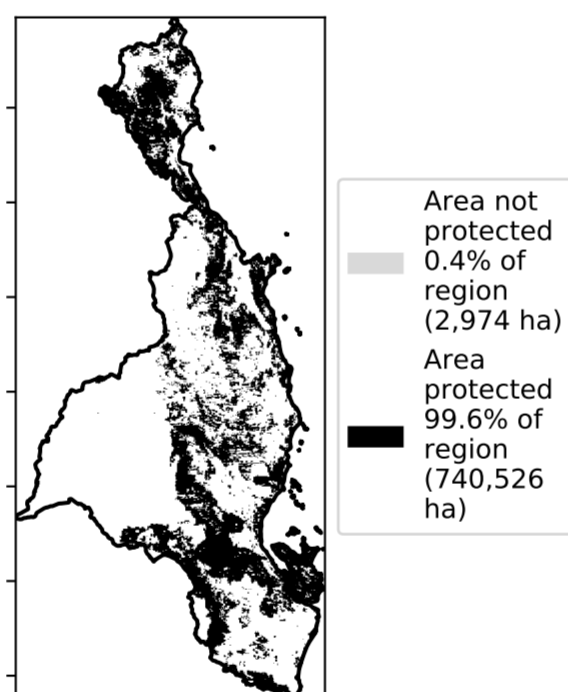 Area not
protected
0.4% of
region
(2,974 ha)
Area
protected
99.6% of
region
(740,526
ha)